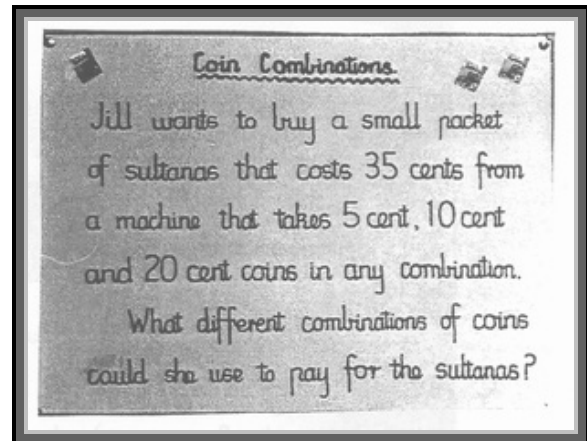 Coin Combinations
Jill wants to buy a small packet
of sultanas that costs 35 cents from
a machine that takes 5 cent, 10 cent
and 20 cent coins in any combination.
What different combinations of coins
could she use to pay for the sultanas?